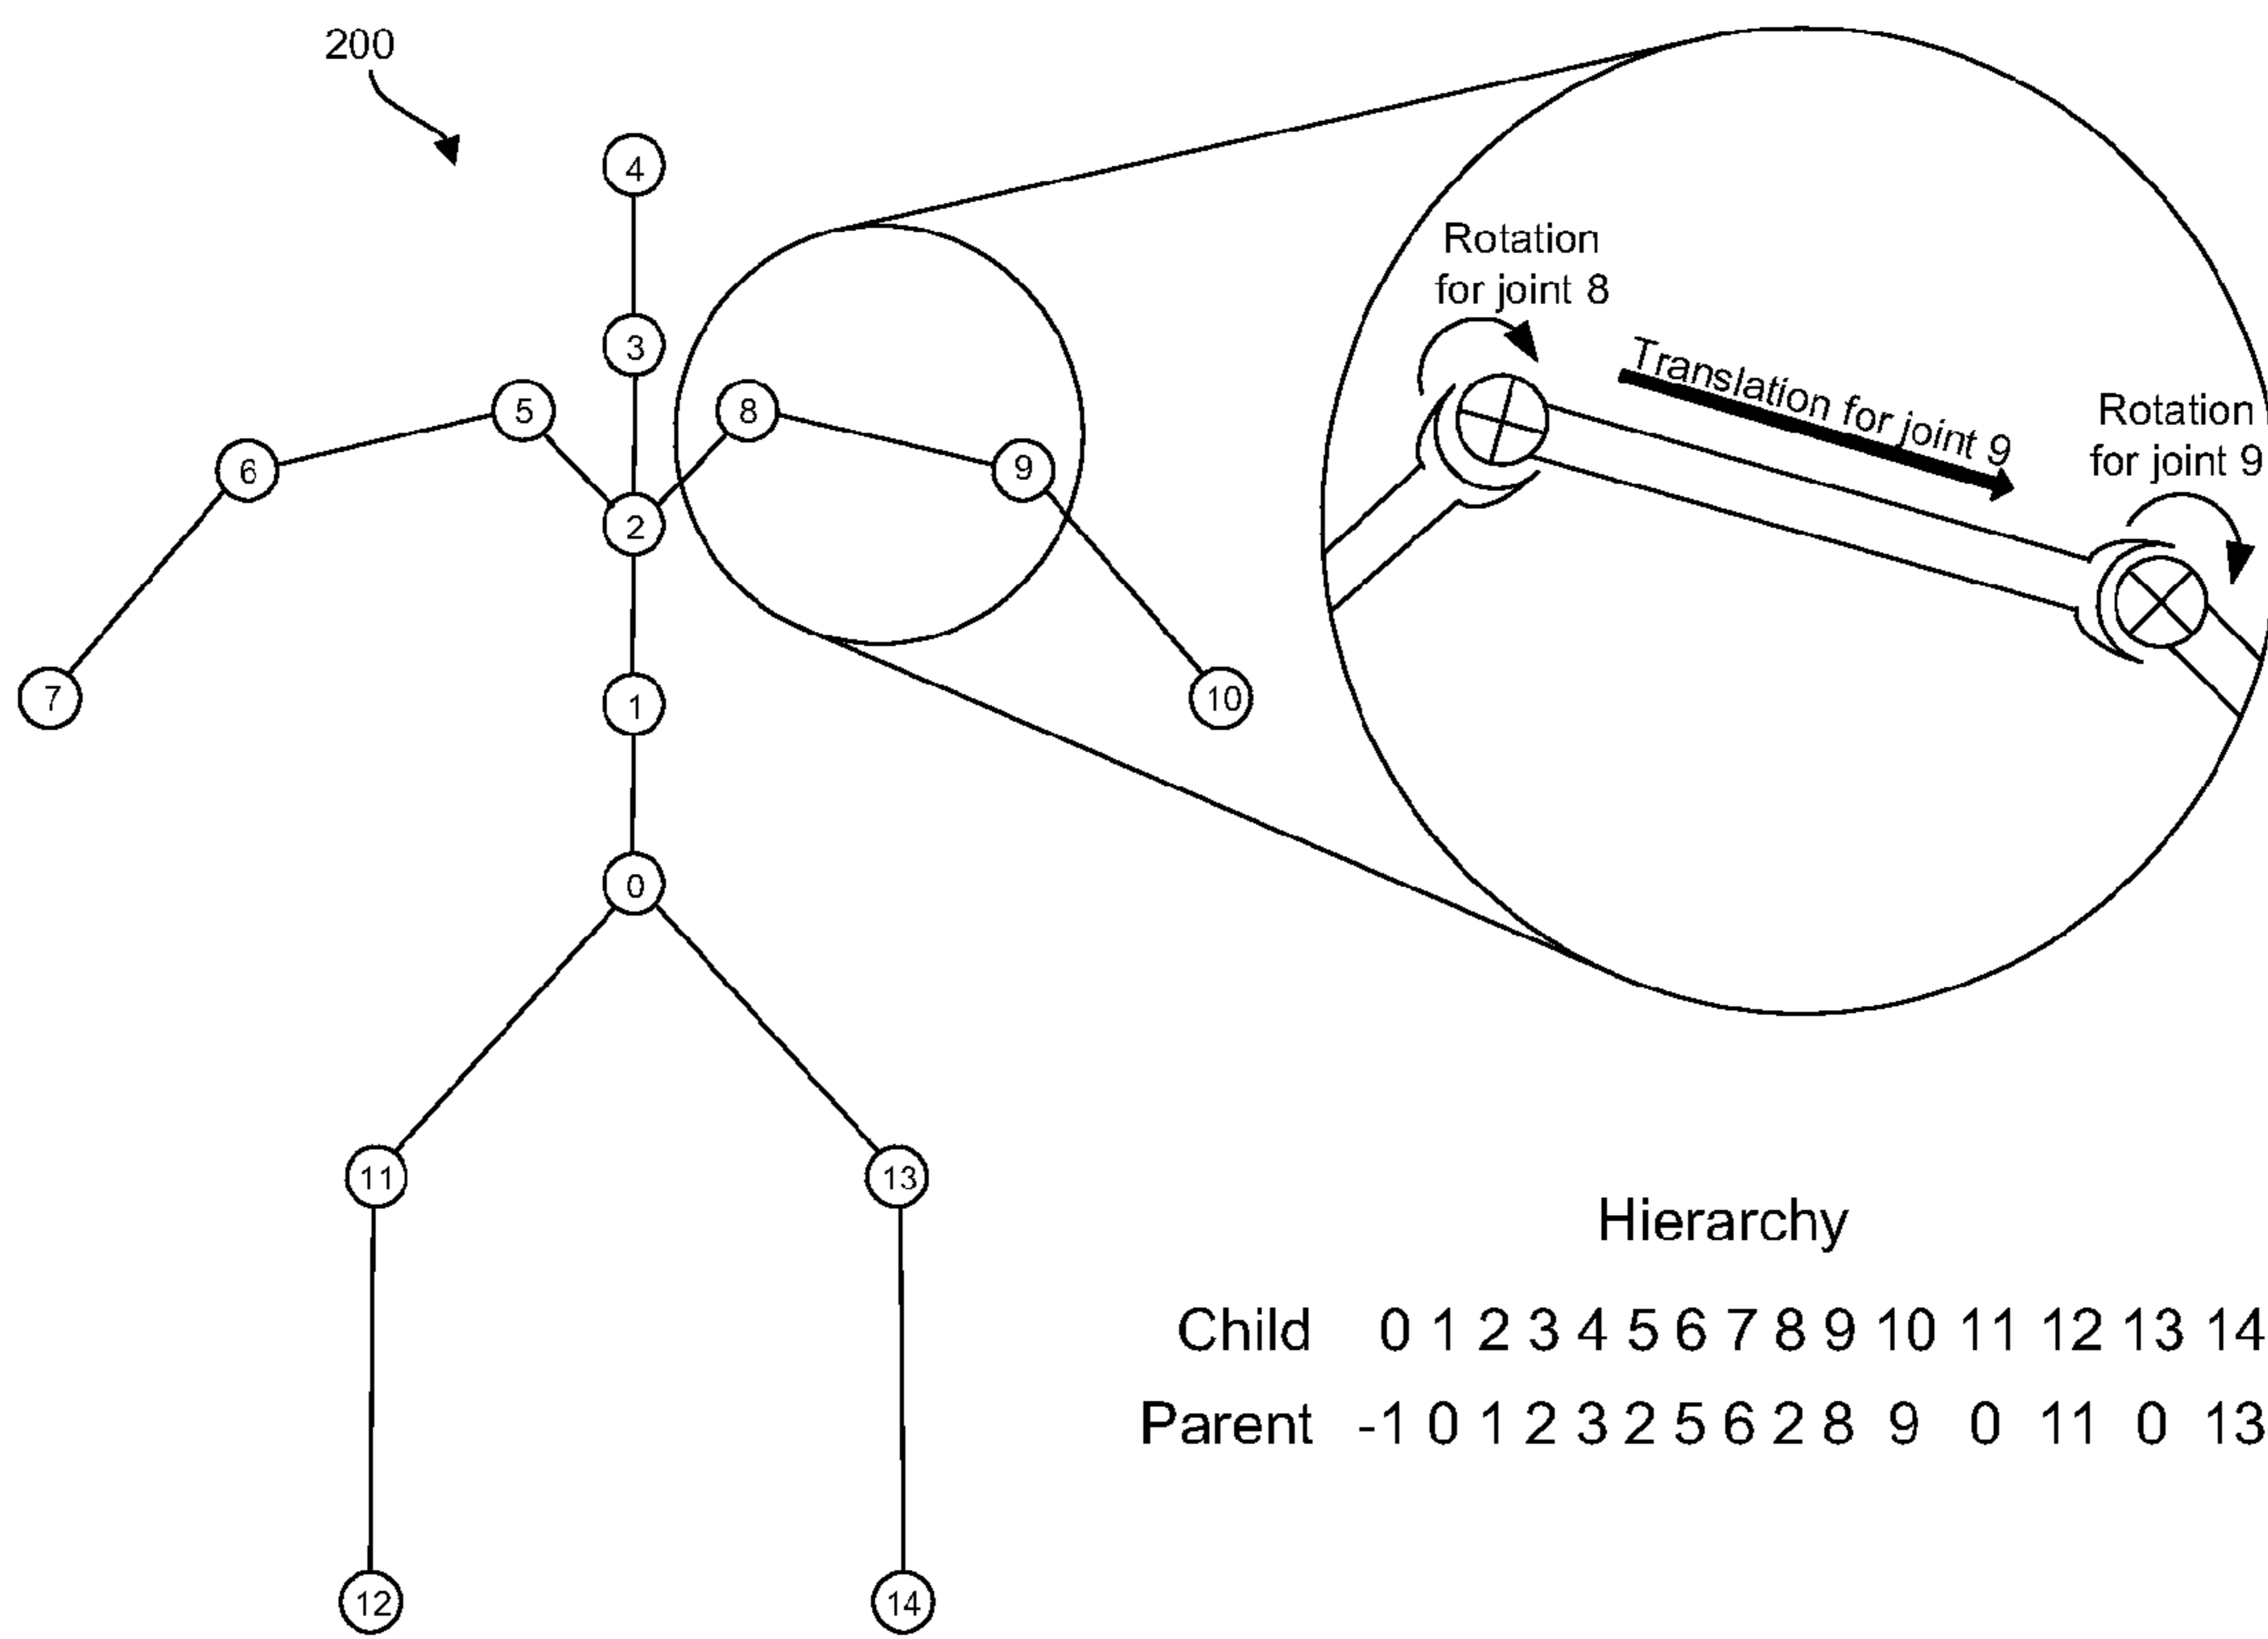 200
4
Rotation
for joint 8
3
Translation for joint 9
5
8
Rotation
for joint 9
6
9
2
7
1
10
0
11
13
Hierarchy
Child 0 1 2 3 4 5 6 7 8 9 10 11 12 13 14
Parent -1 0 1 2 3 2 5 6 2 8 9 0 11 0 13
12
14